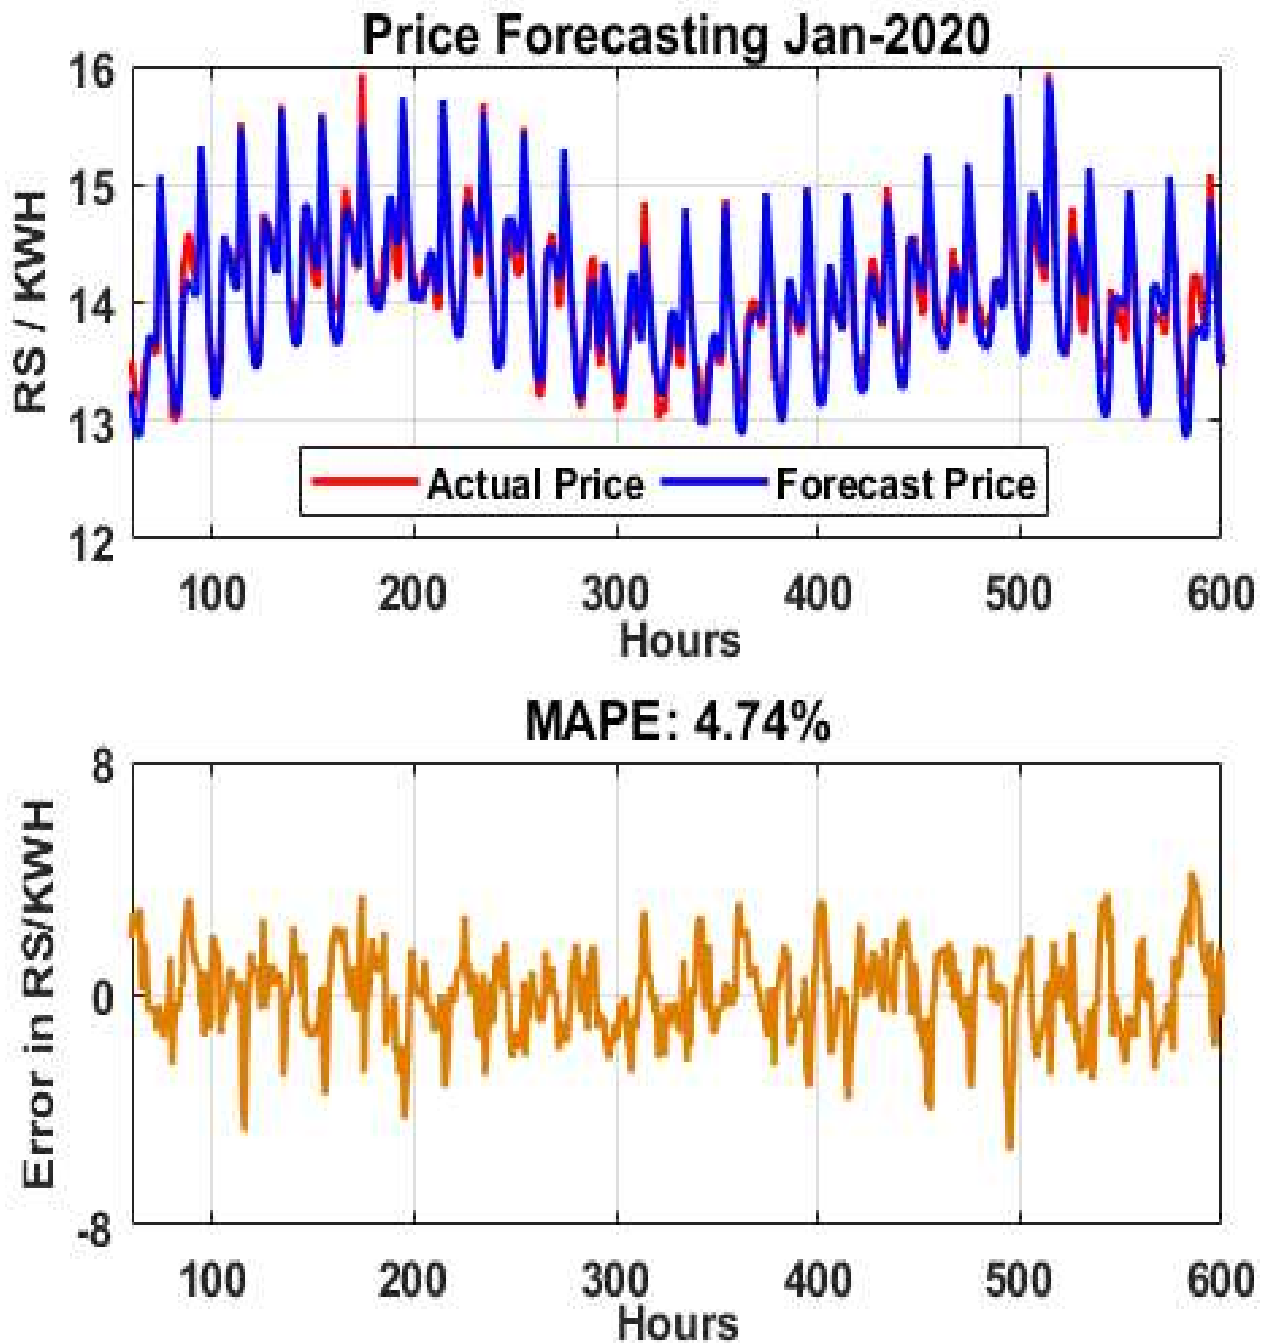 Price Forecasting Jan-2020
16
15
14
13
12
RS / KWH
Actual Price Forecast Price
100 200 300 400 500 600
Hours
MAPE: 4.74%
8
0
-8
Error in RS/KWH
100 200 300 400 500 600
Hours